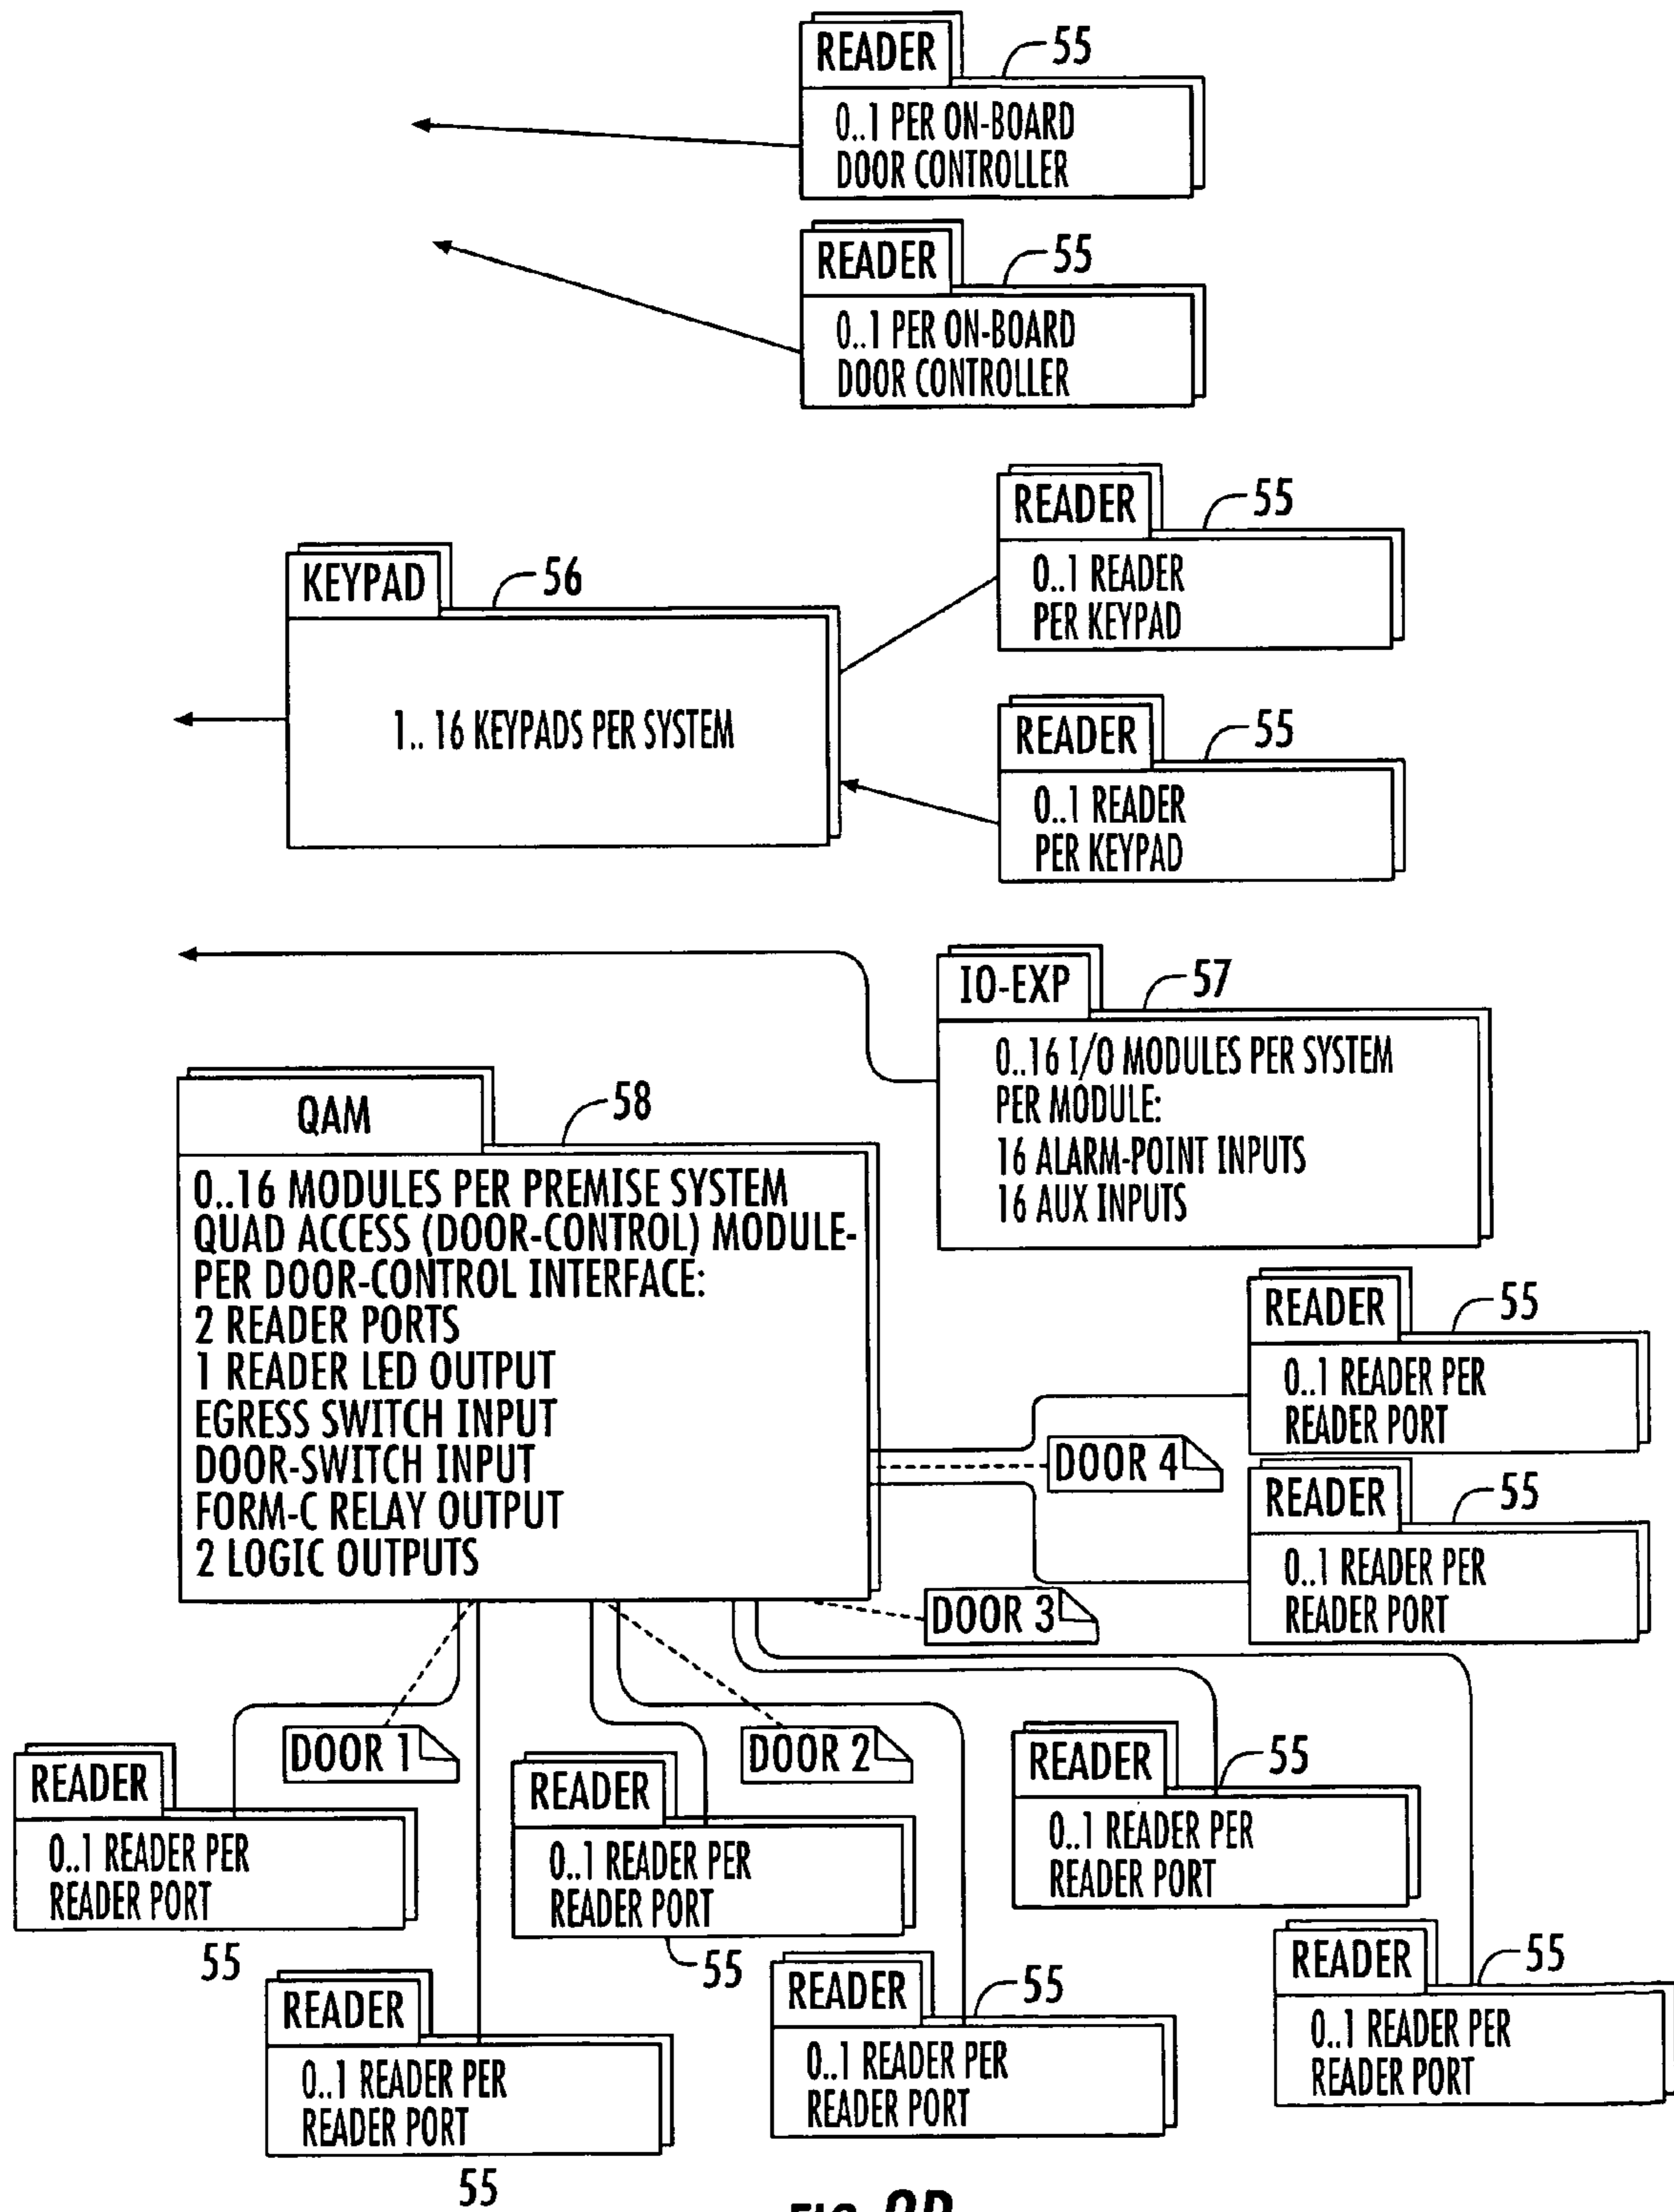 READER
55
0..1 PER ON-BOARD
DOOR CONTROLLER
READER
55
0..1 PER ON-BOARD
DOOR CONTROLLER
READER
55
0..1 READER
PER KEYPAD
KEYPAD
56
1.. 16 KEYPADS PER SYSTEM
READER
55
0..1 READER
PER KEYPAD
IO-EXP
57
0..16 I/O MODULES PER SYSTEM
PER MODULE:
16 ALARM-POINT INPUTS
16 AUX INPUTS
QAM
58
0..16 MODULES PER PREMISE SYSTEM
QUAD ACCESS (DOOR-CONTROL) MODULE-
PER DOOR-CONTROL INTERFACE:
2 READER PORTS
1 READER LED OUTPUT
EGRESS SWITCH INPUT
DOOR-SWITCH INPUT
FORM-C RELAY OUTPUT
2 LOGIC OUTPUTS
READER
55
0..1 READER PER
READER PORT
DOOR 4
READER
55
0..1 READER PER
READER PORT
DOOR 3
DOOR 1
DOOR 2
READER
0..1 READER PER
READER PORT
55
READER
0..1 READER PER
READER PORT
55
READER
55
0..1 READER PER
READER PORT
READER
0..1 READER PER
READER PORT
55
READER
55
0..1 READER PER
READER PORT
READER
55
0..1 READER PER
READER PORT